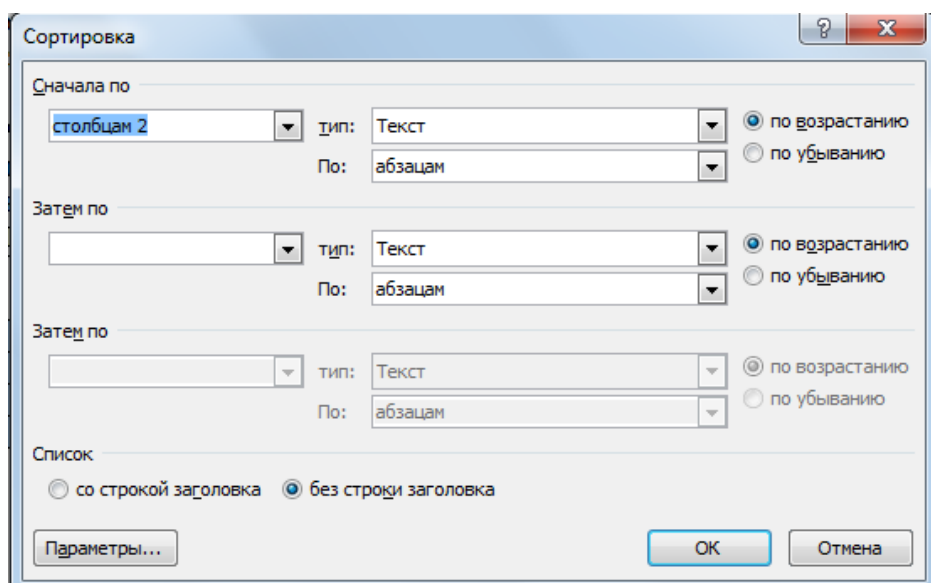 Сортировка
Сначала по
столбцам 2 тип: Текст по возрастанию
По: абзацам по убыванию
Затем по
тип: Текст по возрастанию
По: абзацам по убыванию
Затем по
тип: Текст по возрастанию
По: абзацам по убыванию
Список
со строкой заголовка без строки заголовка
Параметры... ОК Отмена